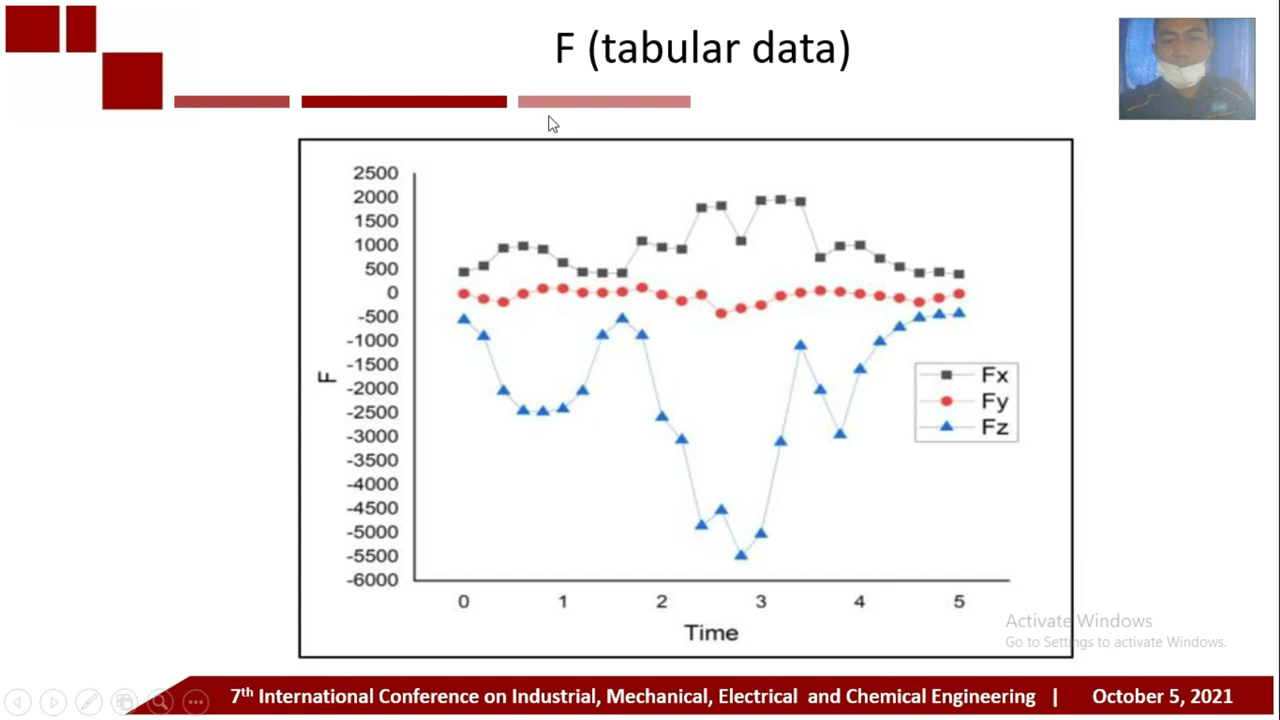 F (tabular data)
2500
2000
1500
1000
500
0
-500
-1000
-1500
-2000
-2500
-3000
-3500
-4000
-4500
-5000
-5500
-6000
F
0 1 2 3 4 5
Time
Fx
Fy
Fz
Activate Windows
Go to Settings to activate Windows.
7th International Conference on Industrial, Mechanical, Electrical and Chemical Engineering | October 5, 2021